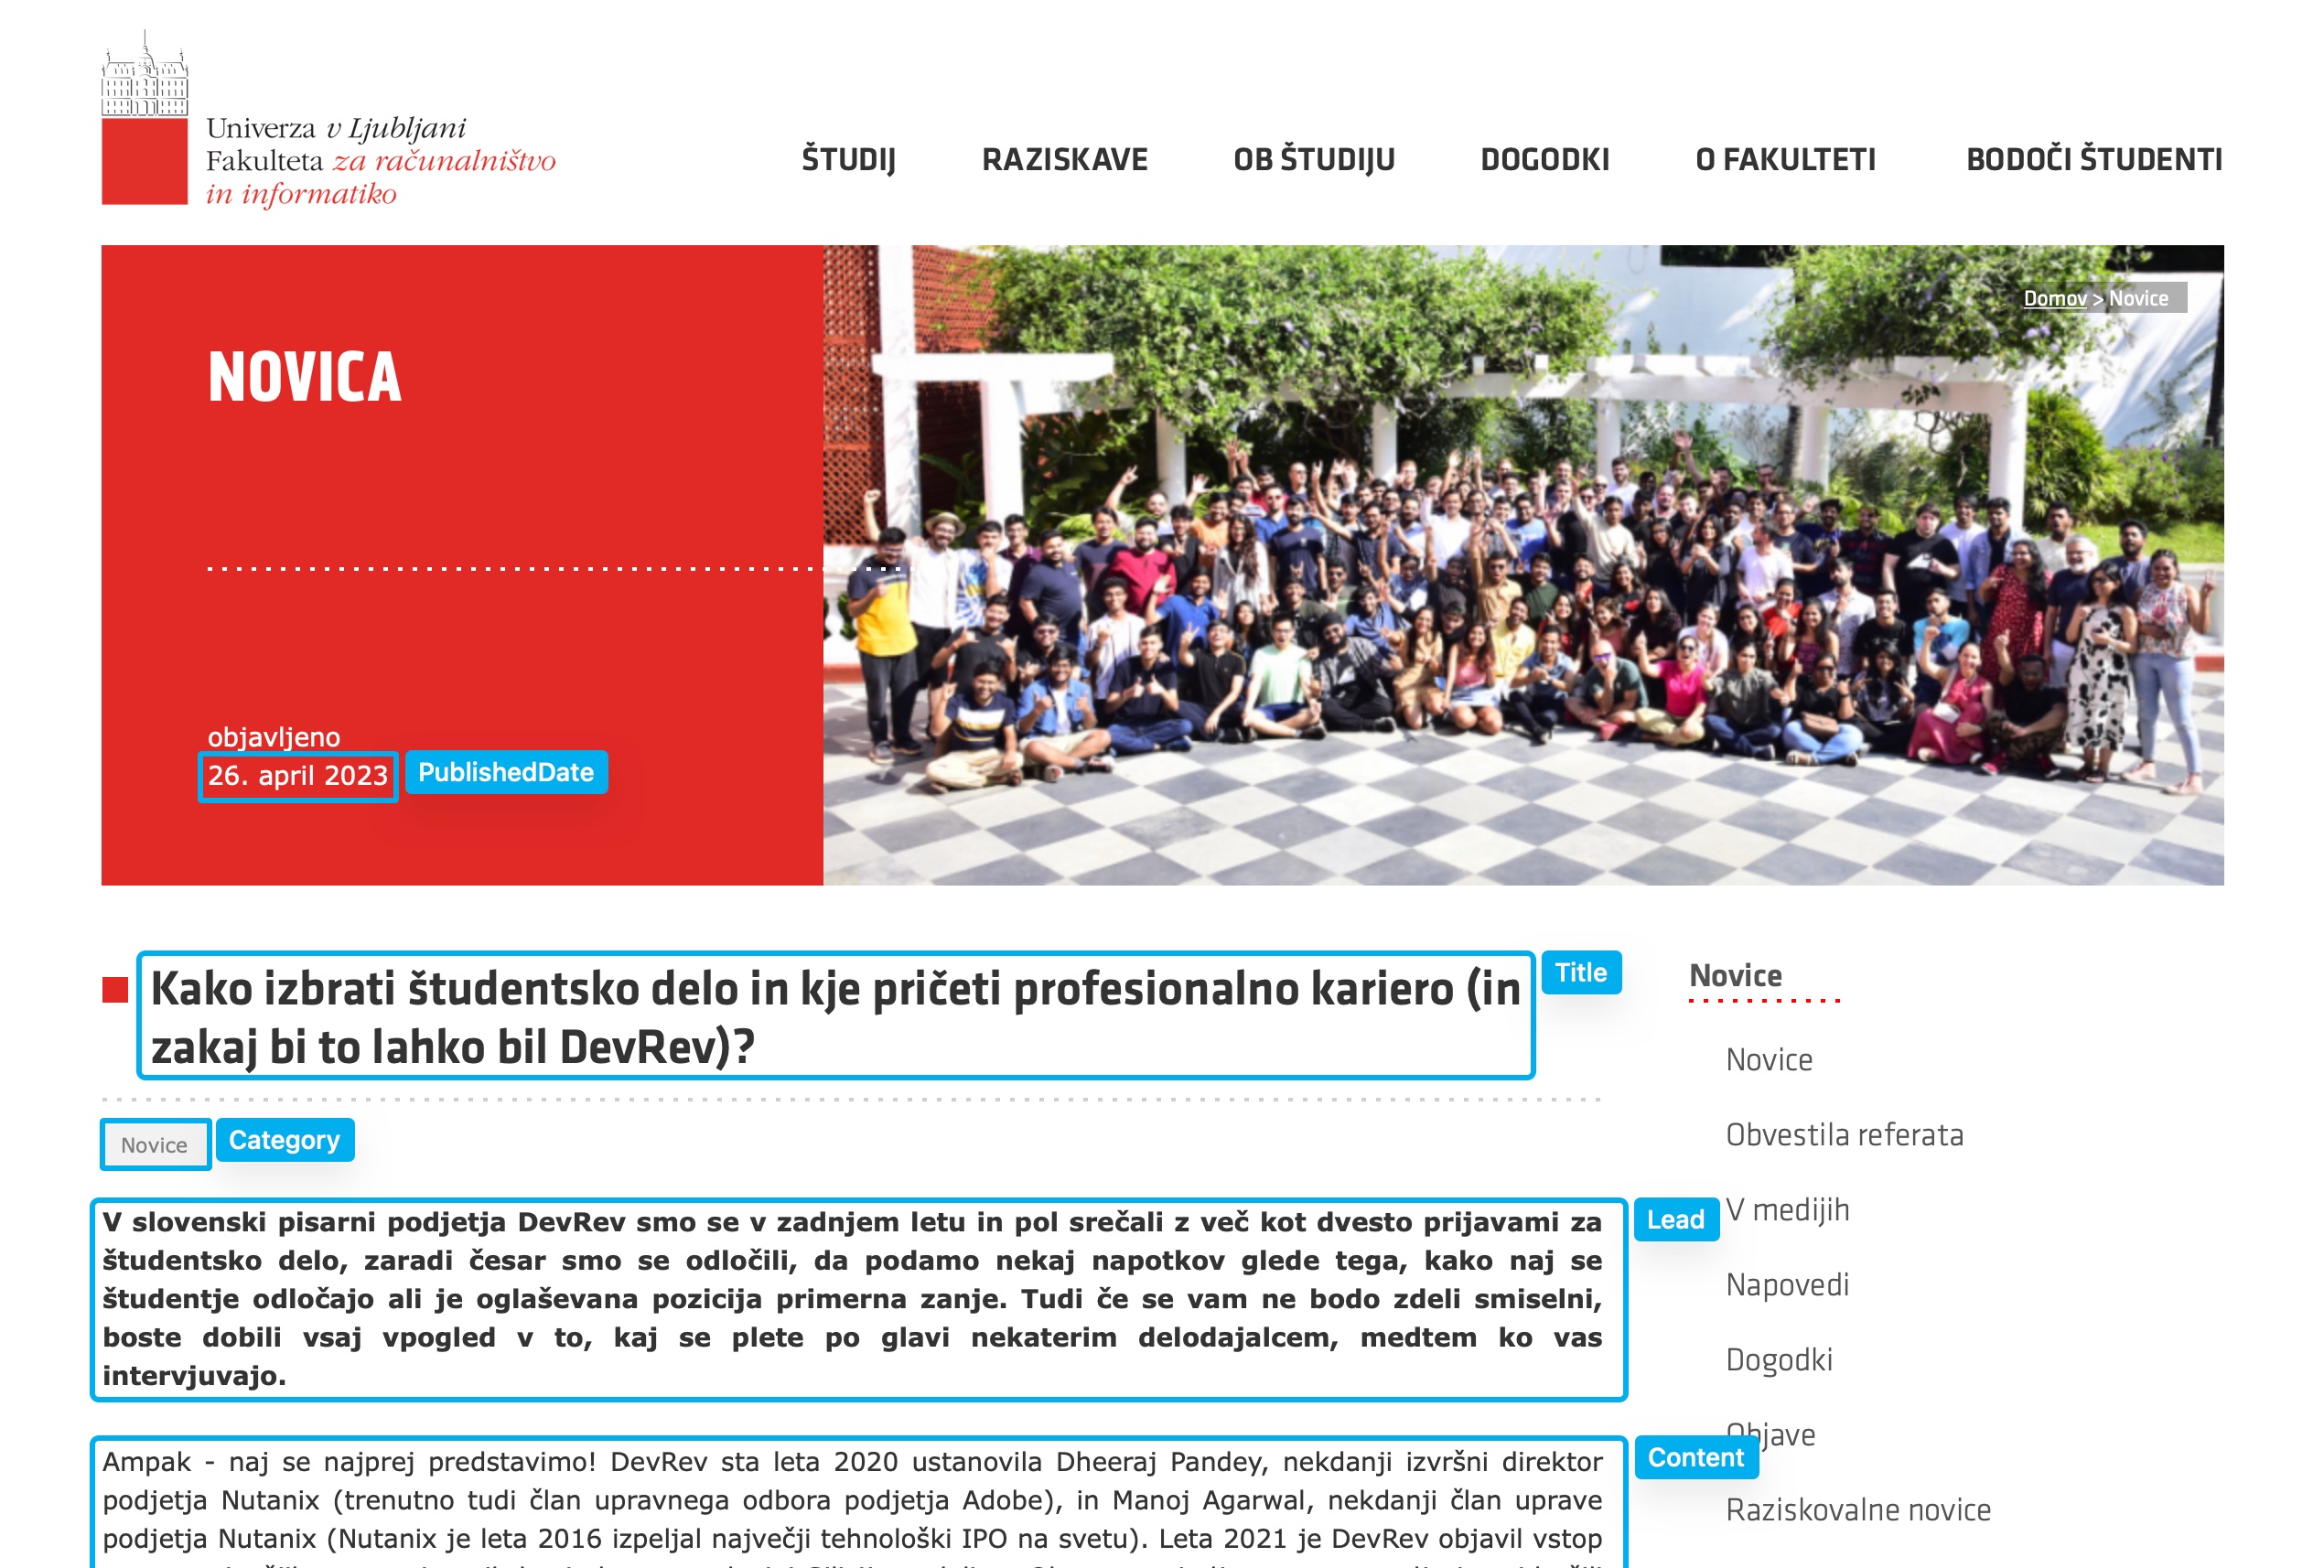 Univerza v Ljubljani
Fakulteta za računalništvo
in informatiko
ŠTUDIJ
RAZISKAVE
OB ŠTUDIJU
DOGODKI
O FAKULTETI
BODOČI ŠTUDENTI
Domov > Novice
NOVICA
objavljeno
26. april 2023
PublishedDate
Kako izbrati študentsko delo in kje pričeti profesionalno kariero (in
zakaj bi to lahko bil DevRev)?
Title
Novice
Category
V slovenski pisarni podjetja DevRev smo se v zadnjem letu in pol srečali z več kot dvesto prijavami za
študentsko delo, zaradi česar smo se odločili, da podamo nekaj napotkov glede tega, kako naj se
študentje odločajo ali je oglaševana pozicija primerna zanje. Tudi če se vam ne bodo zdeli smiselni,
boste dobili vsaj vpogled v to, kaj se plete po glavi nekaterim delodajalcem, medtem ko vas
intervjuvajo.
Lead
Ampak - naj se najprej predstavimo! DevRev sta leta 2020 ustanovila Dheeraj Pandey, nekdanji izvršni direktor
podjetja Nutanix (trenutno tudi član upravnega odbora podjetja Adobe), in Manoj Agarwal, nekdanji član uprave
podjetja Nutanix (Nutanix je leta 2016 izpeljal največji tehnološki IPO na svetu). Leta 2021 je DevRev objavil vstop
Content
Novice
Novice
Obvestila referata
V medijih
Napovedi
Dogodki
Objave
Raziskovalne novice